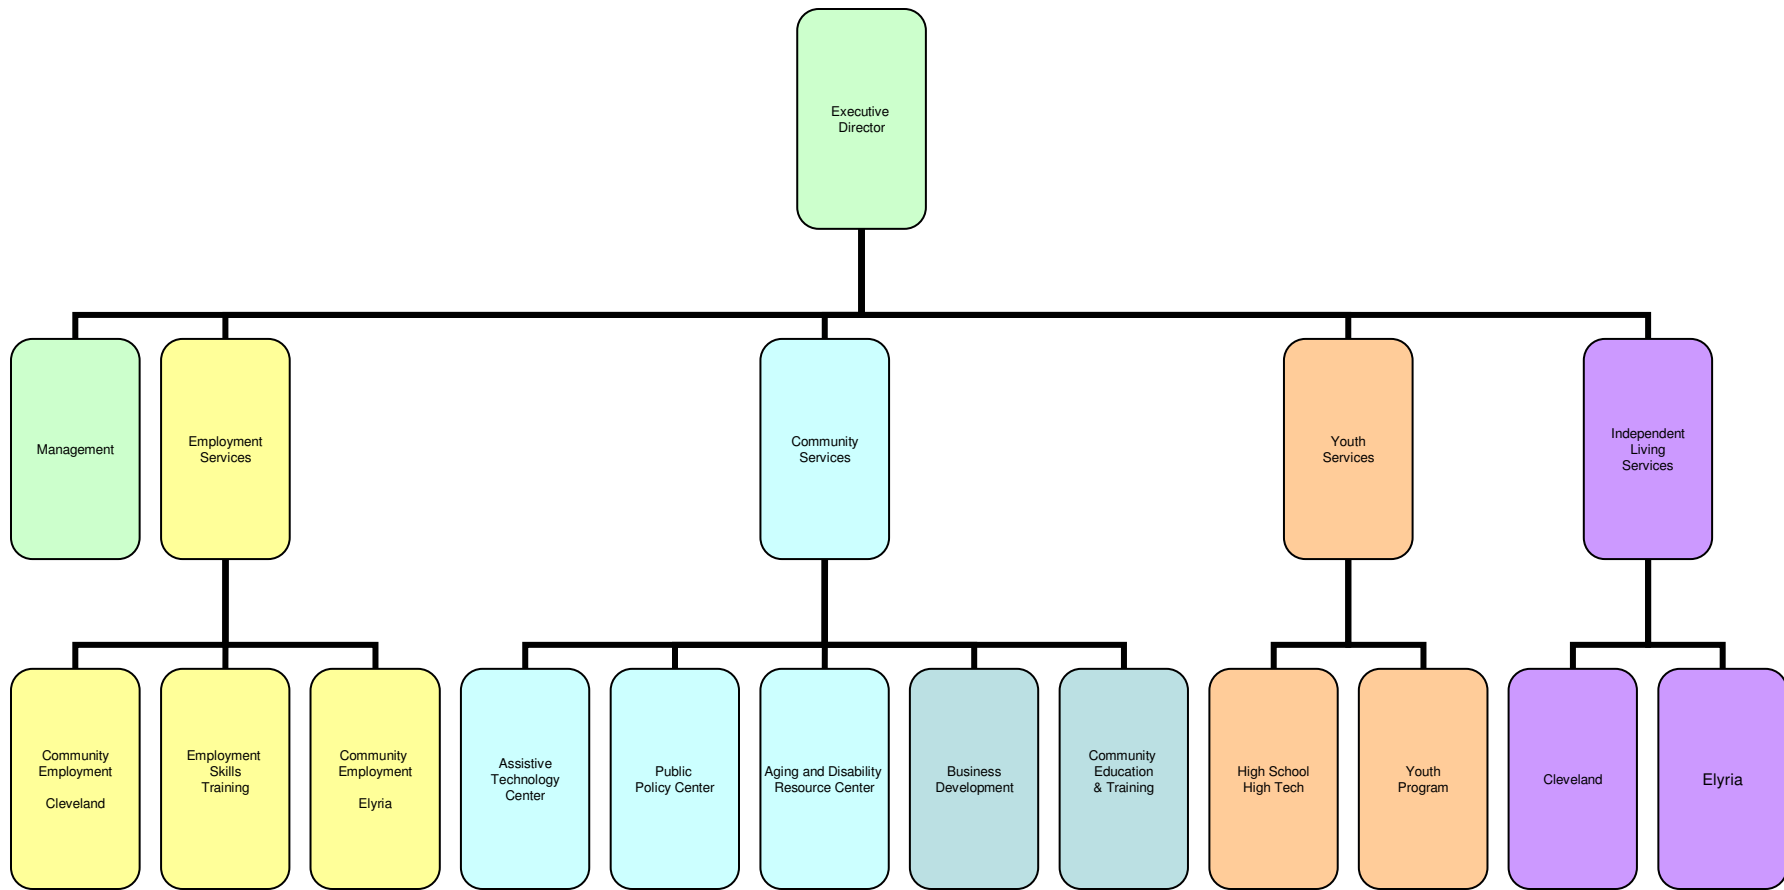 Executive
Director
Management
Employment
Services
Community
Services
Youth
Services
Independent
Living
Services
Community
Employment
Cleveland
Employment
Skills
Training
Community
Employment
Elyria
Assistive
Technology
Center
Public
Policy Center
Aging and Disability
Resource Center
Business
Development
Community
Education
& Training
High School
High Tech
Youth
Program
Cleveland
Elyria